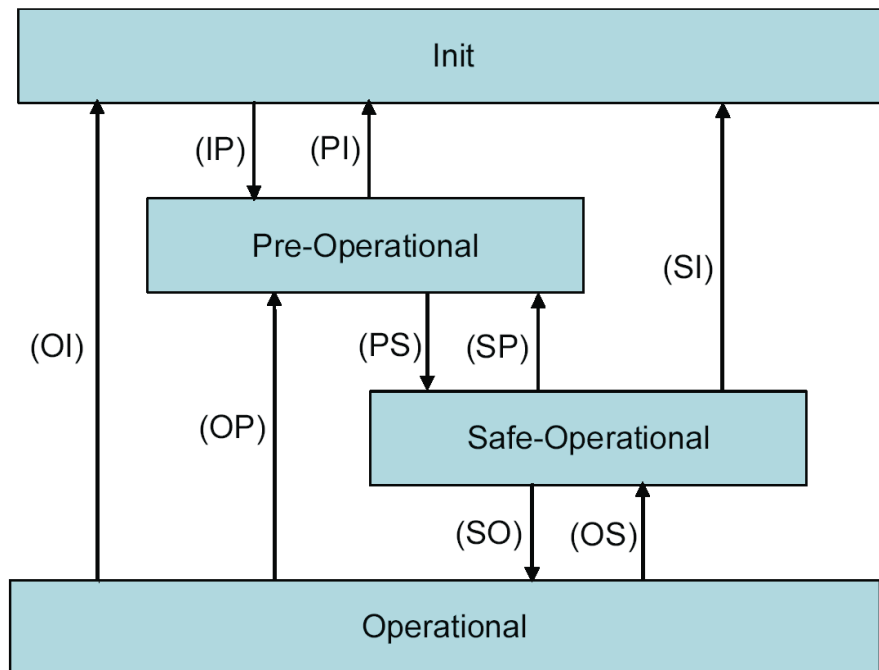 Init
(IP)
(PI)
Pre-Operational
(SI)
(OI)
(PS)
(SP)
(OP)
Safe-Operational
(SO)
(OS)
Operational